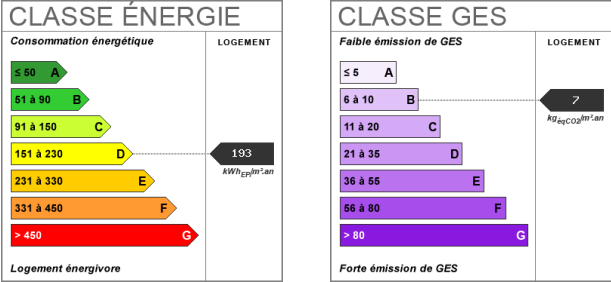 CLASSE ÉNERGIE
Consommation énergétique
LOGEMENT
≤ 50 A
51 à 90 B
91 à 150 C
151 à 230 D
193
kWhEP/m².an
231 à 330 E
331 à 450 F
> 450 G
Logement énergivore
CLASSE GES
Faible émission de GES
LOGEMENT
≤ 5 A
6 à 10 B
7
kgéqCO2/m².an
11 à 20 C
21 à 35 D
36 à 55 E
56 à 80 F
> 80 G
Forte émission de GES